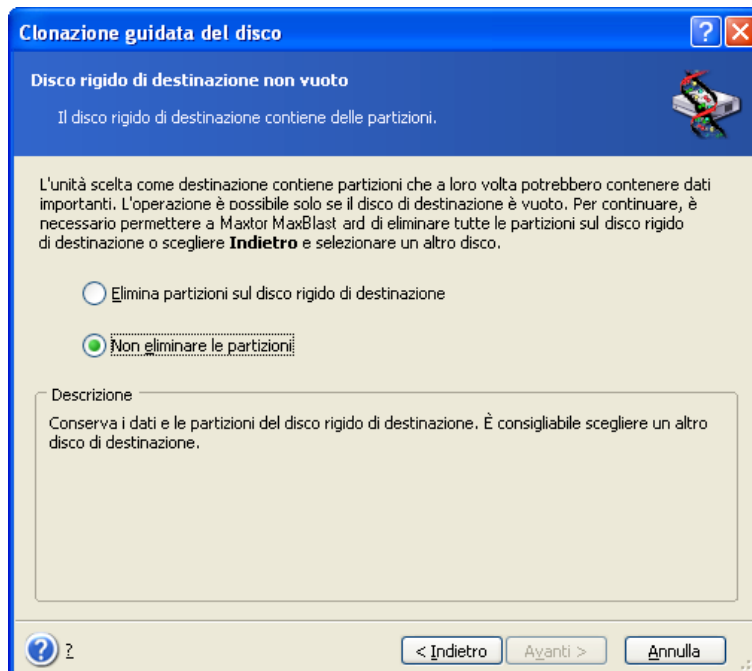 Clonazione guidata del disco
Disco rigido di destinazione non vuoto
Il disco rigido di destinazione contiene delle partizioni.
L'unità scelta come destinazione contiene partizioni che a loro volta potrebbero contenere dati
importanti. L'operazione è possibile solo se il disco di destinazione è vuoto. Per continuare, è
necessario permettere a Maxtor MaxBlast ard di eliminare tutte le partizioni sul disco rigido
di destinazione o scegliere Indietro e selezionare un altro disco.
Elimina partizioni sul disco rigido di destinazione
Non eliminare le partizioni
Descrizione
Conserva i dati e le partizioni del disco rigido di destinazione. È consigliabile scegliere un altro
disco di destinazione.
? < Indietro Avanti > Annulla